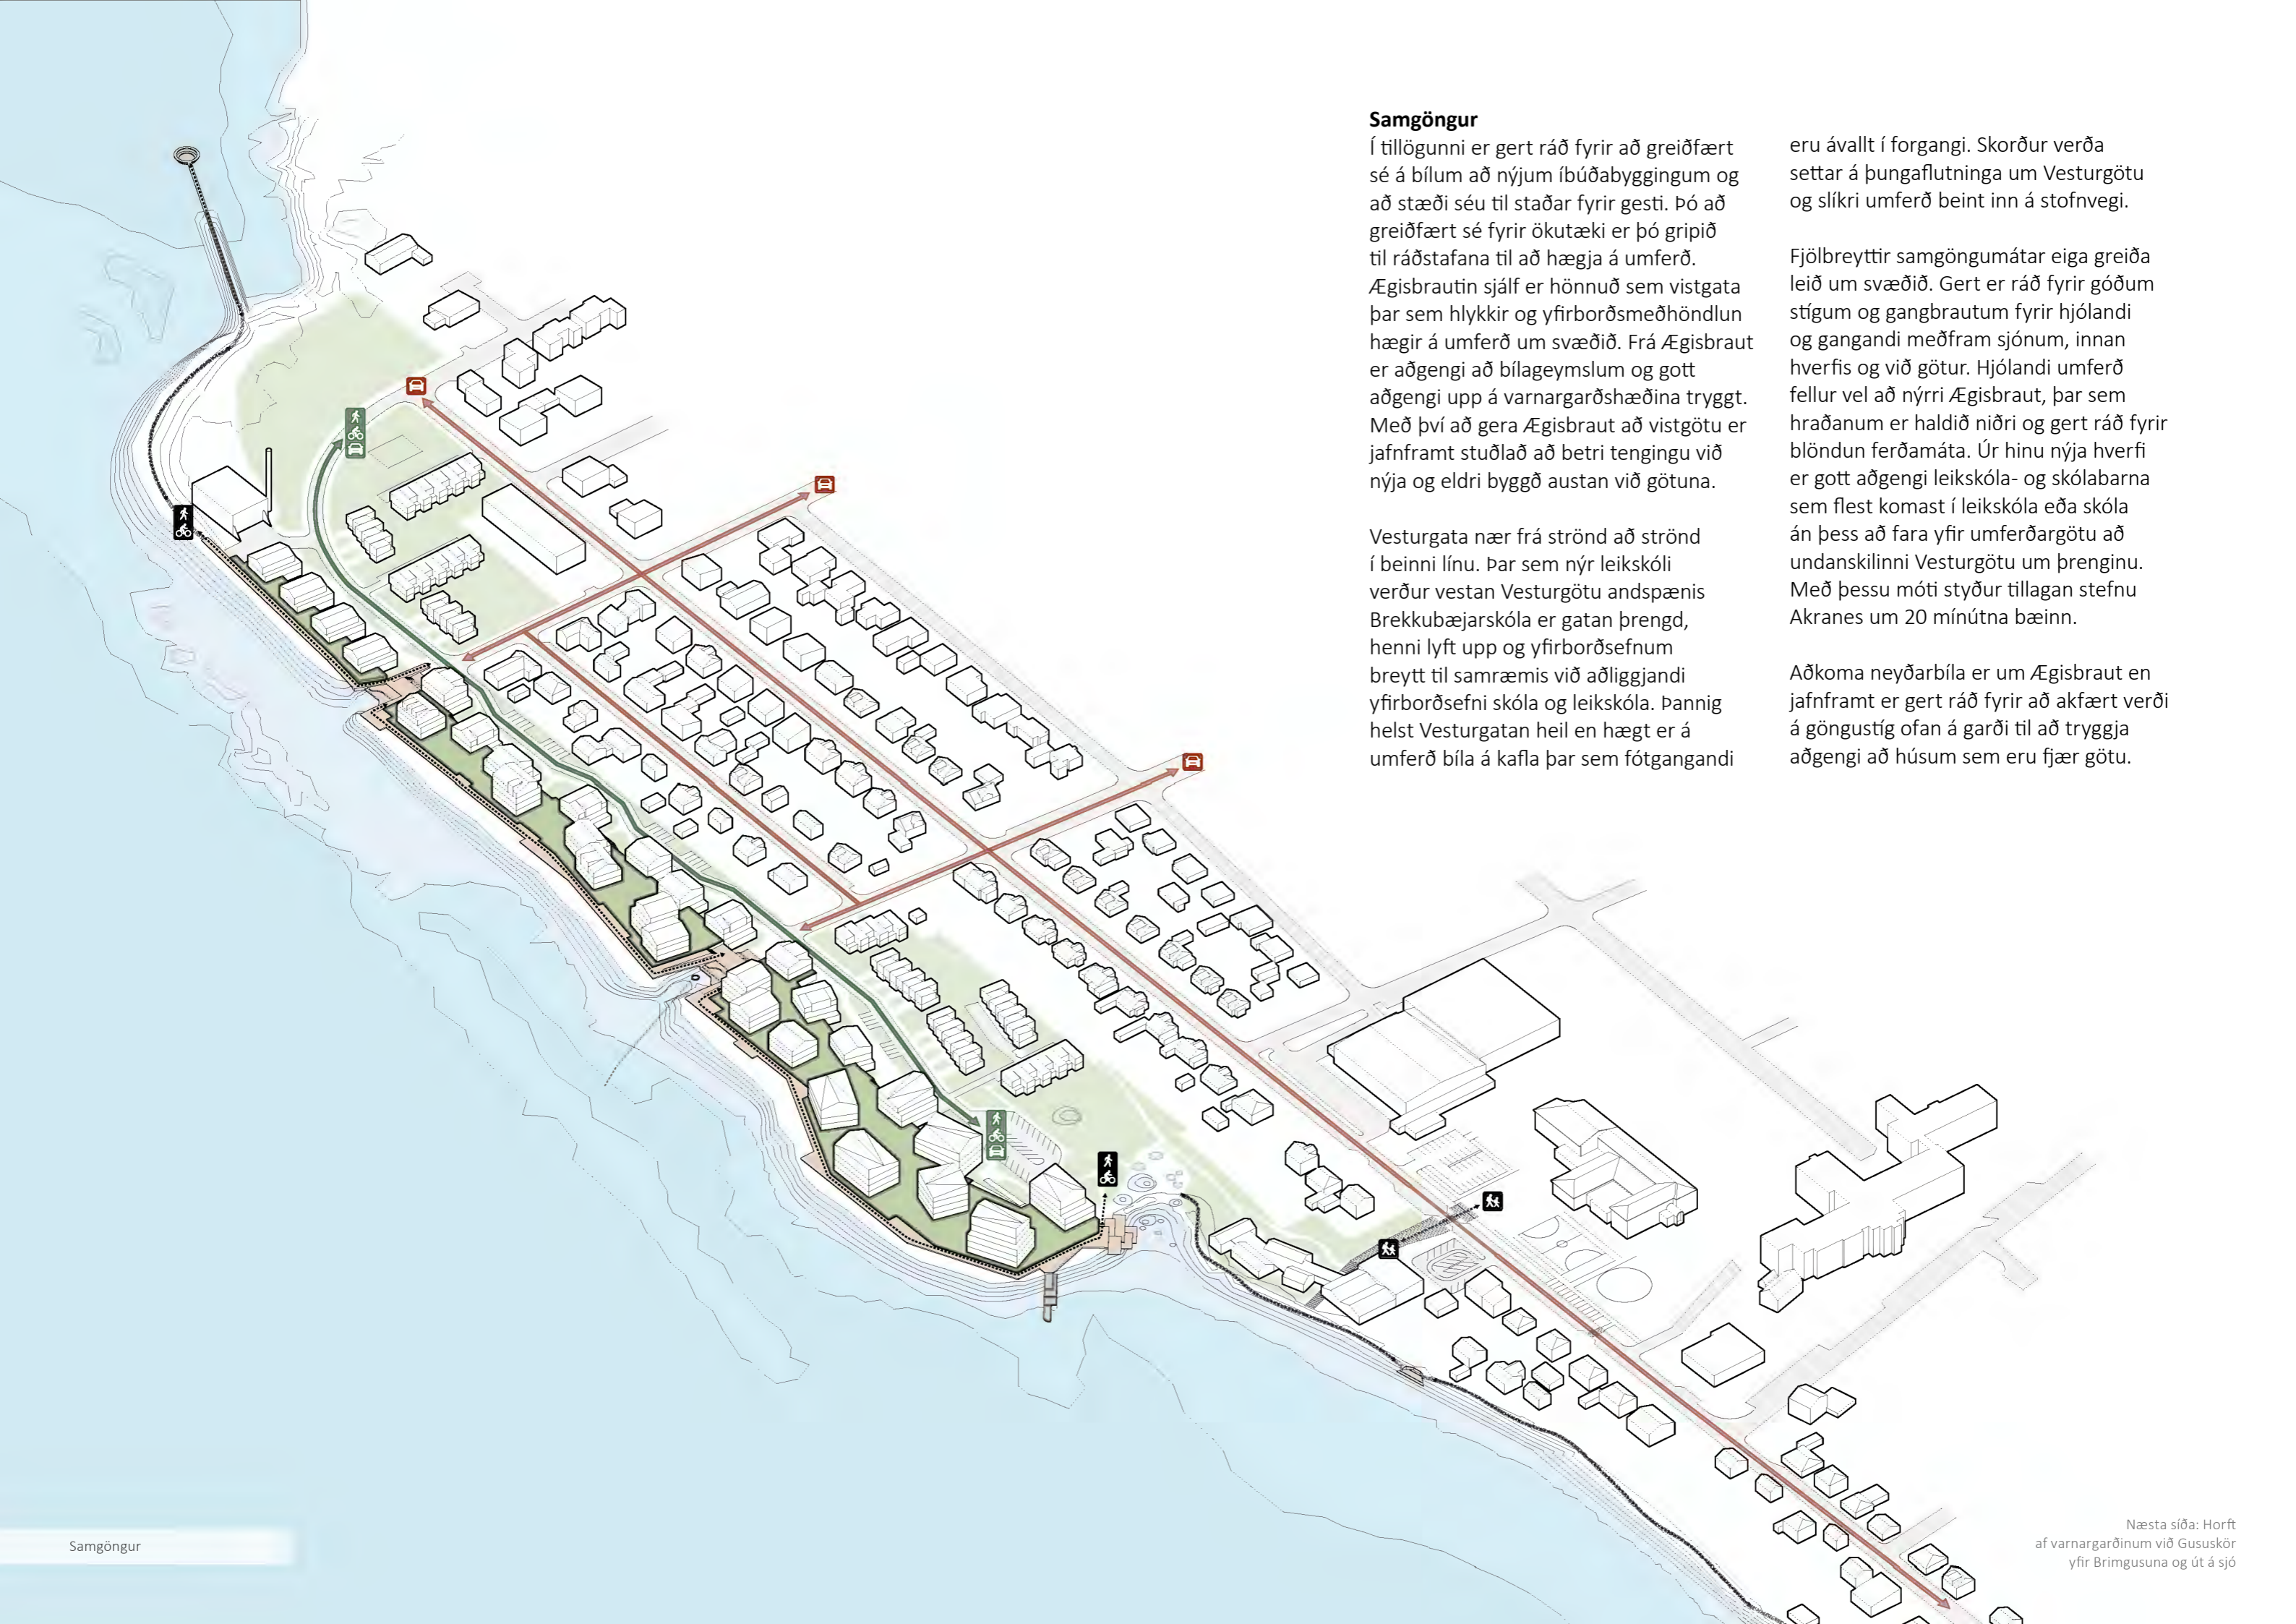 Samgöngur
Í tillögunni er gert ráð fyrir að greiðfært
sé á bílum að nýjum íbúðabyggingum og
að stæði séu til staðar fyrir gesti. Þó að
greiðfært sé fyrir ökutæki er þó gripið
til ráðstafana til að hægja á umferð.
Ægisbrautin sjálf er hönnuð sem vistgata
þar sem hlykkir og yfirborðsmeðhöndlun
hægir á umferð um svæðið. Frá Ægisbraut
er aðgengi að bílageymslum og gott
aðgengi upp á varnargarðshæðina tryggt.
Með því að gera Ægisbraut að vistgötu er
jafnframt stuðlað að betri tengingu við
nýja og eldri byggð austan við götuna.
Vesturgata nær frá strönd að strönd
í beinni línu. Þar sem nýr leikskóli
verður vestan Vesturgötu andspænis
Brekkubæjarskóla er gatan þrengd,
henni lyft upp og yfirborðsefnum
breytt til samræmis við aðliggjandi
yfirborðsefni skóla og leikskóla. Þannig
helst Vesturgatan heil en hægt er á
umferð bíla á kafla þar sem fótgangandi
eru ávallt í forgangi. Skorður verða
settar á þungaflutninga um Vesturgötu
og slíkri umferð beint inn á stofnvegi.
Fjölbreyttir samgöngumátar eiga greiða
leið um svæðið. Gert er ráð fyrir góðum
stígum og gangbrautum fyrir hjólandi
og gangandi meðfram sjónum, innan
hverfis og við götur. Hjólandi umferð
fellur vel að nýrri Ægisbraut, þar sem
hraðanum er haldið niðri og gert ráð fyrir
blöndun ferðamáta. Úr hinu nýja hverfi
er gott aðgengi leikskóla- og skólabarna
sem flest komast í leikskóla eða skóla
án þess að fara yfir umferðargötu að
undanskilinni Vesturgötu um þrenginu.
Með þessu móti styður tillagan stefnu
Akranes um 20 mínútna bæinn.
Aðkoma neyðarbíla er um Ægisbraut en
jafnframt er gert ráð fyrir að akfært verði
á göngustíg ofan á garði til að tryggja
aðgengi að húsum sem eru fjær götu.
Samgöngur
Næsta síða: Horft
af varnargarðinum við Gususkör
yfir Brimgusuna og út á sjó